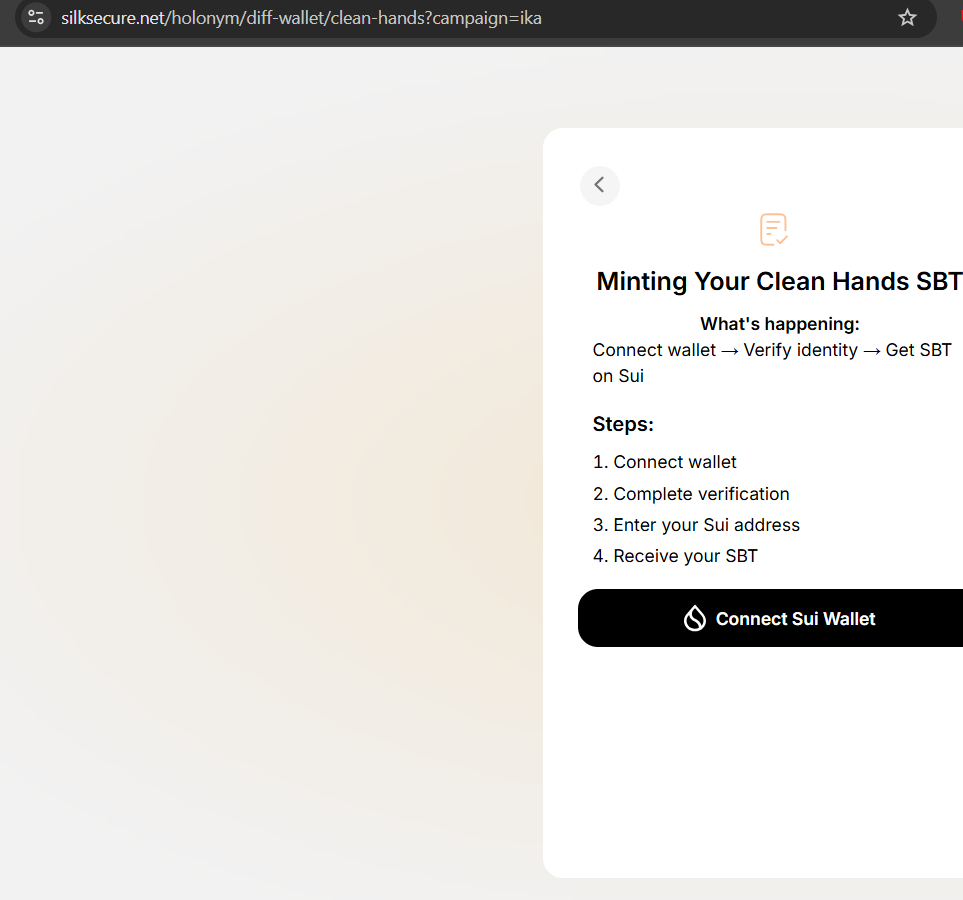 silksecure.net/holonym/diff-wallet/clean-hands?campaign=ika
Minting Your Clean Hands SBT
What's happening:
Connect wallet → Verify identity → Get SBT
on Sui
Steps:
1. Connect wallet
2. Complete verification
3. Enter your Sui address
4. Receive your SBT
Connect Sui Wallet